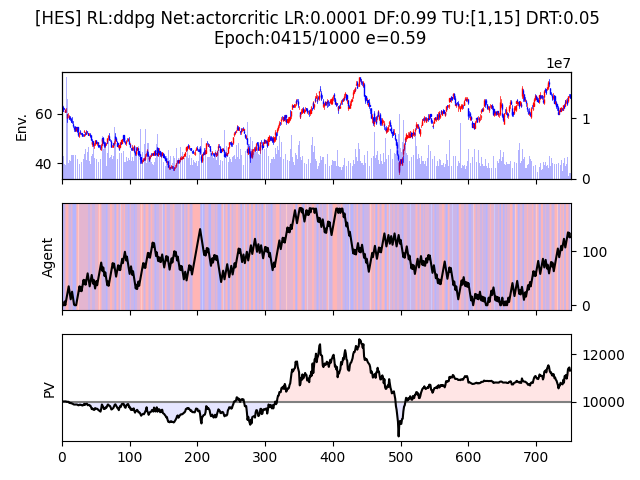 [HES] RL:ddpg Net:actorcritic LR:0.0001 DF:0.99 TU:[1,15] DRT:0.05
Epoch:0415/1000 e=0.59
1e7
Env.
60
40
1
0
Agent
100
0
PV
12000
10000
0 100 200 300 400 500 600 700